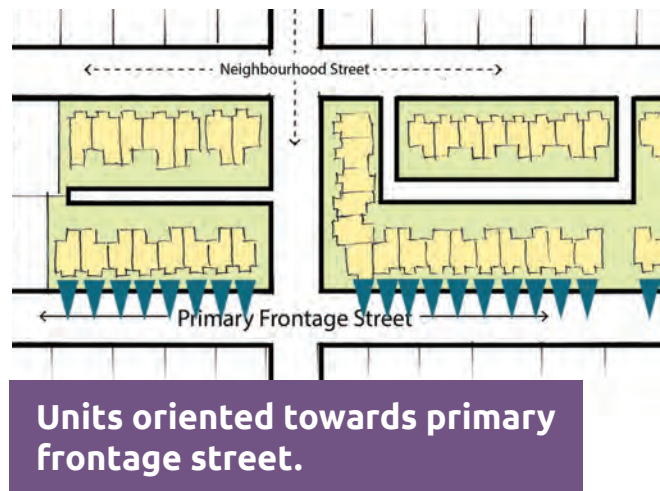 Neighbourhood Street
Primary Frontage Street
Units oriented towards primary
frontage street.